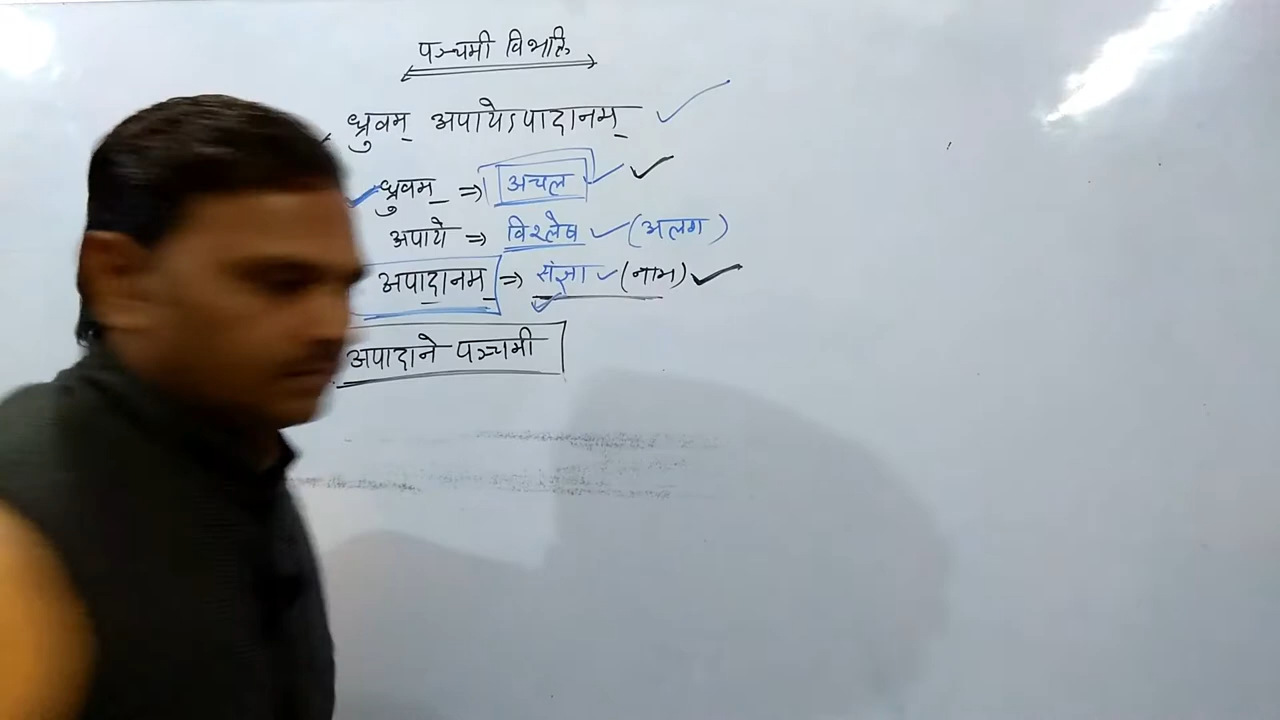 पञ्चमी विभक्ति
ध्रुवम् अपायेऽपादानम्
ध्रुवम् ⇒ अचल
अपाये ⇒ विश्लेष (अलग)
अपादानम् ⇒ संज्ञा (नाम)
अपादाने पञ्चमी